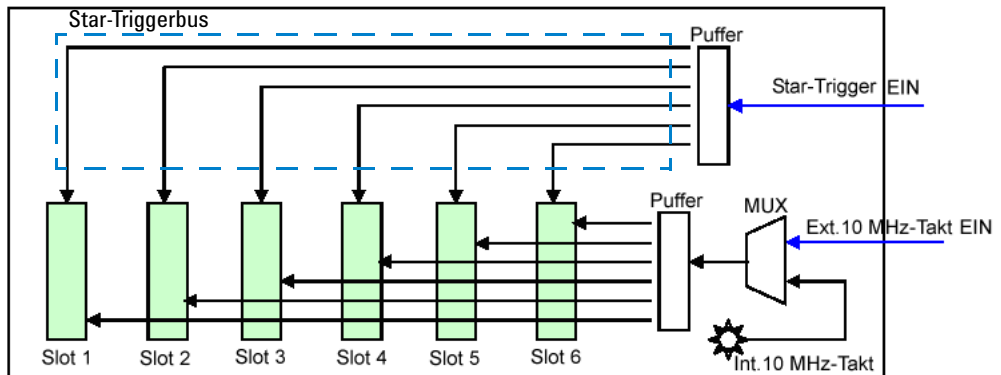 Star-Triggerbus
Puffer
Star-Trigger EIN
Puffer
MUX
Ext.10 MHz-Takt EIN
Slot 1
Slot 2
Slot 3
Slot 4
Slot 5
Slot 6
Int.10 MHz-Takt